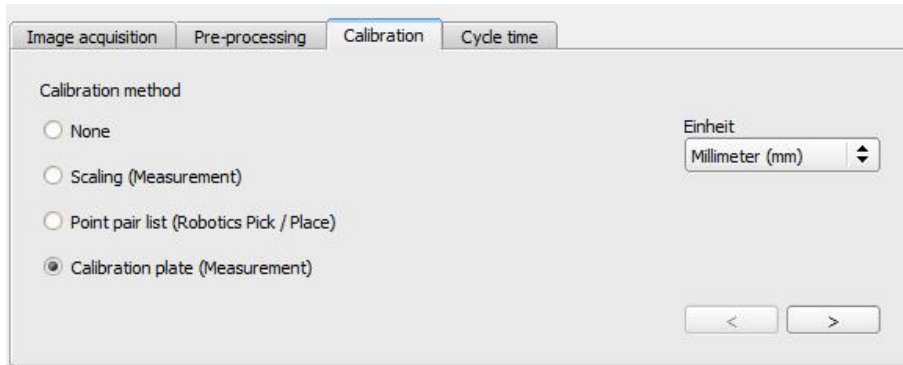 Image acquisition Pre-processing Calibration Cycle time
Calibration method
None
Einheit
Millimeter (mm)
Scaling (Measurement)
Point pair list (Robotics Pick / Place)
Calibration plate (Measurement)
< >